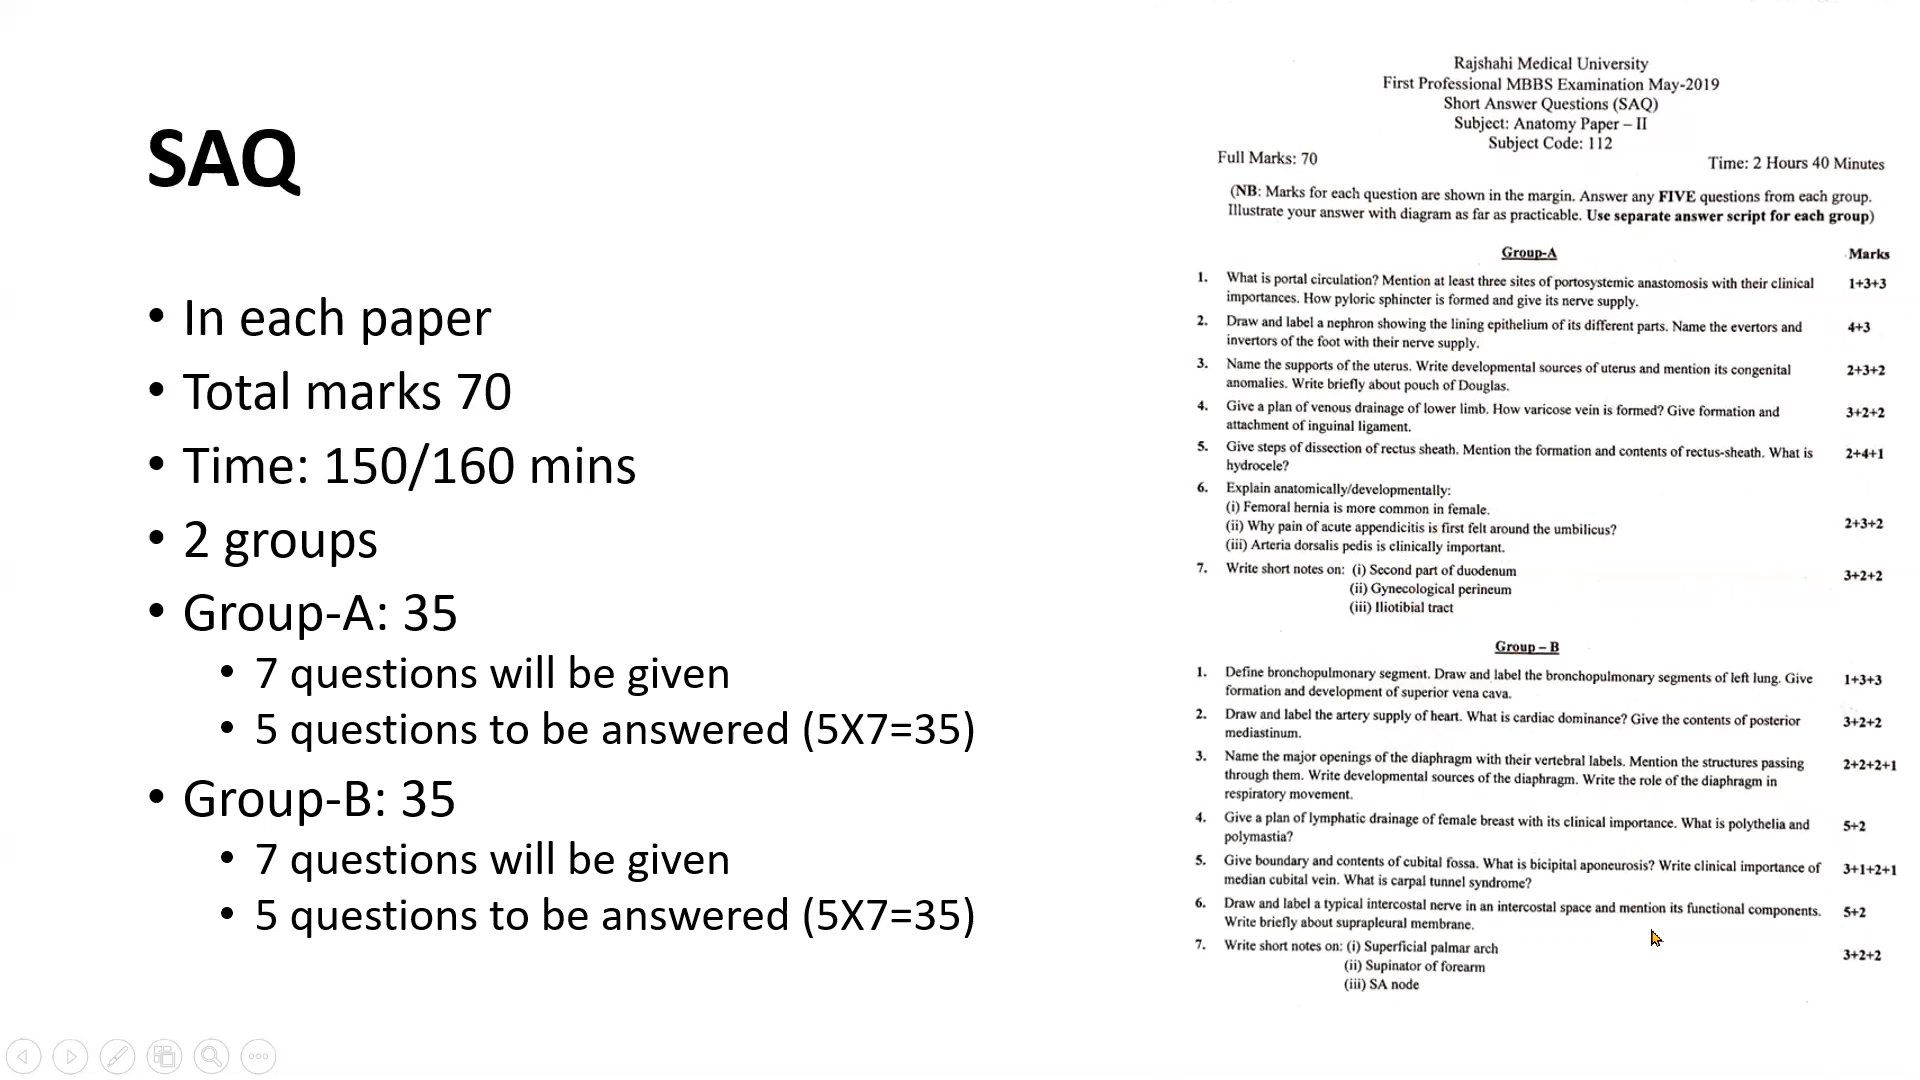 SAQ
• In each paper
• Total marks 70
• Time: 150/160 mins
• 2 groups
• Group-A: 35
• 7 questions will be given
• 5 questions to be answered (5X7=35)
• Group-B: 35
• 7 questions will be given
• 5 questions to be answered (5X7=35)
Rajshahi Medical University
First Professional MBBS Examination May-2019
Short Answer Questions (SAQ)
Subject: Anatomy Paper – II
Subject Code: 112
Full Marks: 70 Time: 2 Hours 40 Minutes
(NB: Marks for each question are shown in the margin. Answer any FIVE questions from each group.
Illustrate your answer with diagram as far as practicable. Use separate answer script for each group)
Group-A Marks
1. What is portal circulation? Mention at least three sites of portosystemic anastomosis with their clinical 1+3+3
importances. How pyloric sphincter is formed and give its nerve supply.
2. Draw and label a nephron showing the lining epithelium of its different parts. Name the evertors and 4+3
invertors of the foot with their nerve supply.
3. Name the supports of the uterus. Write developmental sources of uterus and mention its congenital 2+3+2
anomalies. Write briefly about pouch of Douglas.
4. Give a plan of venous drainage of lower limb. How varicose vein is formed? Give formation and 3+2+2
attachment of inguinal ligament.
5. Give steps of dissection of rectus sheath. Mention the formation and contents of rectus-sheath. What is 2+4+1
hydrocele?
6. Explain anatomically/developmentally:
(i) Femoral hernia is more common in female.
(ii) Why pain of acute appendicitis is first felt around the umbilicus? 2+3+2
(iii) Arteria dorsalis pedis is clinically important.
7. Write short notes on: (i) Second part of duodenum 3+2+2
(ii) Gynecological perineum
(iii) Iliotibial tract
Group – B
1. Define bronchopulmonary segment. Draw and label the bronchopulmonary segments of left lung. Give 1+3+3
formation and development of superior vena cava.
2. Draw and label the artery supply of heart. What is cardiac dominance? Give the contents of posterior 3+2+2
mediastinum.
3. Name the major openings of the diaphragm with their vertebral labels. Mention the structures passing 2+2+2+1
through them. Write developmental sources of the diaphragm. Write the role of the diaphragm in
respiratory movement.
4. Give a plan of lymphatic drainage of female breast with its clinical importance. What is polythelia and 5+2
polymastia?
5. Give boundary and contents of cubital fossa. What is bicipital aponeurosis? Write clinical importance of 3+1+2+1
median cubital vein. What is carpal tunnel syndrome?
6. Draw and label a typical intercostal nerve in an intercostal space and mention its functional components. 5+2
Write briefly about suprapleural membrane.
7. Write short notes on: (i) Superficial palmar arch 3+2+2
(ii) Supinator of forearm
(iii) SA node